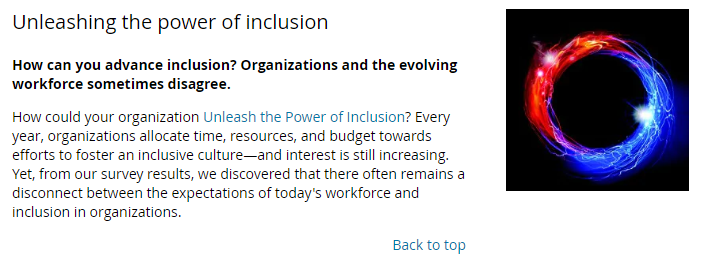 Unleashing the power of inclusion
How can you advance inclusion? Organizations and the evolving
workforce sometimes disagree.
How could your organization Unleash the Power of Inclusion? Every
year, organizations allocate time, resources, and budget towards
efforts to foster an inclusive culture—and interest is still increasing.
Yet, from our survey results, we discovered that there often remains a
disconnect between the expectations of today's workforce and
inclusion in organizations.
Back to top